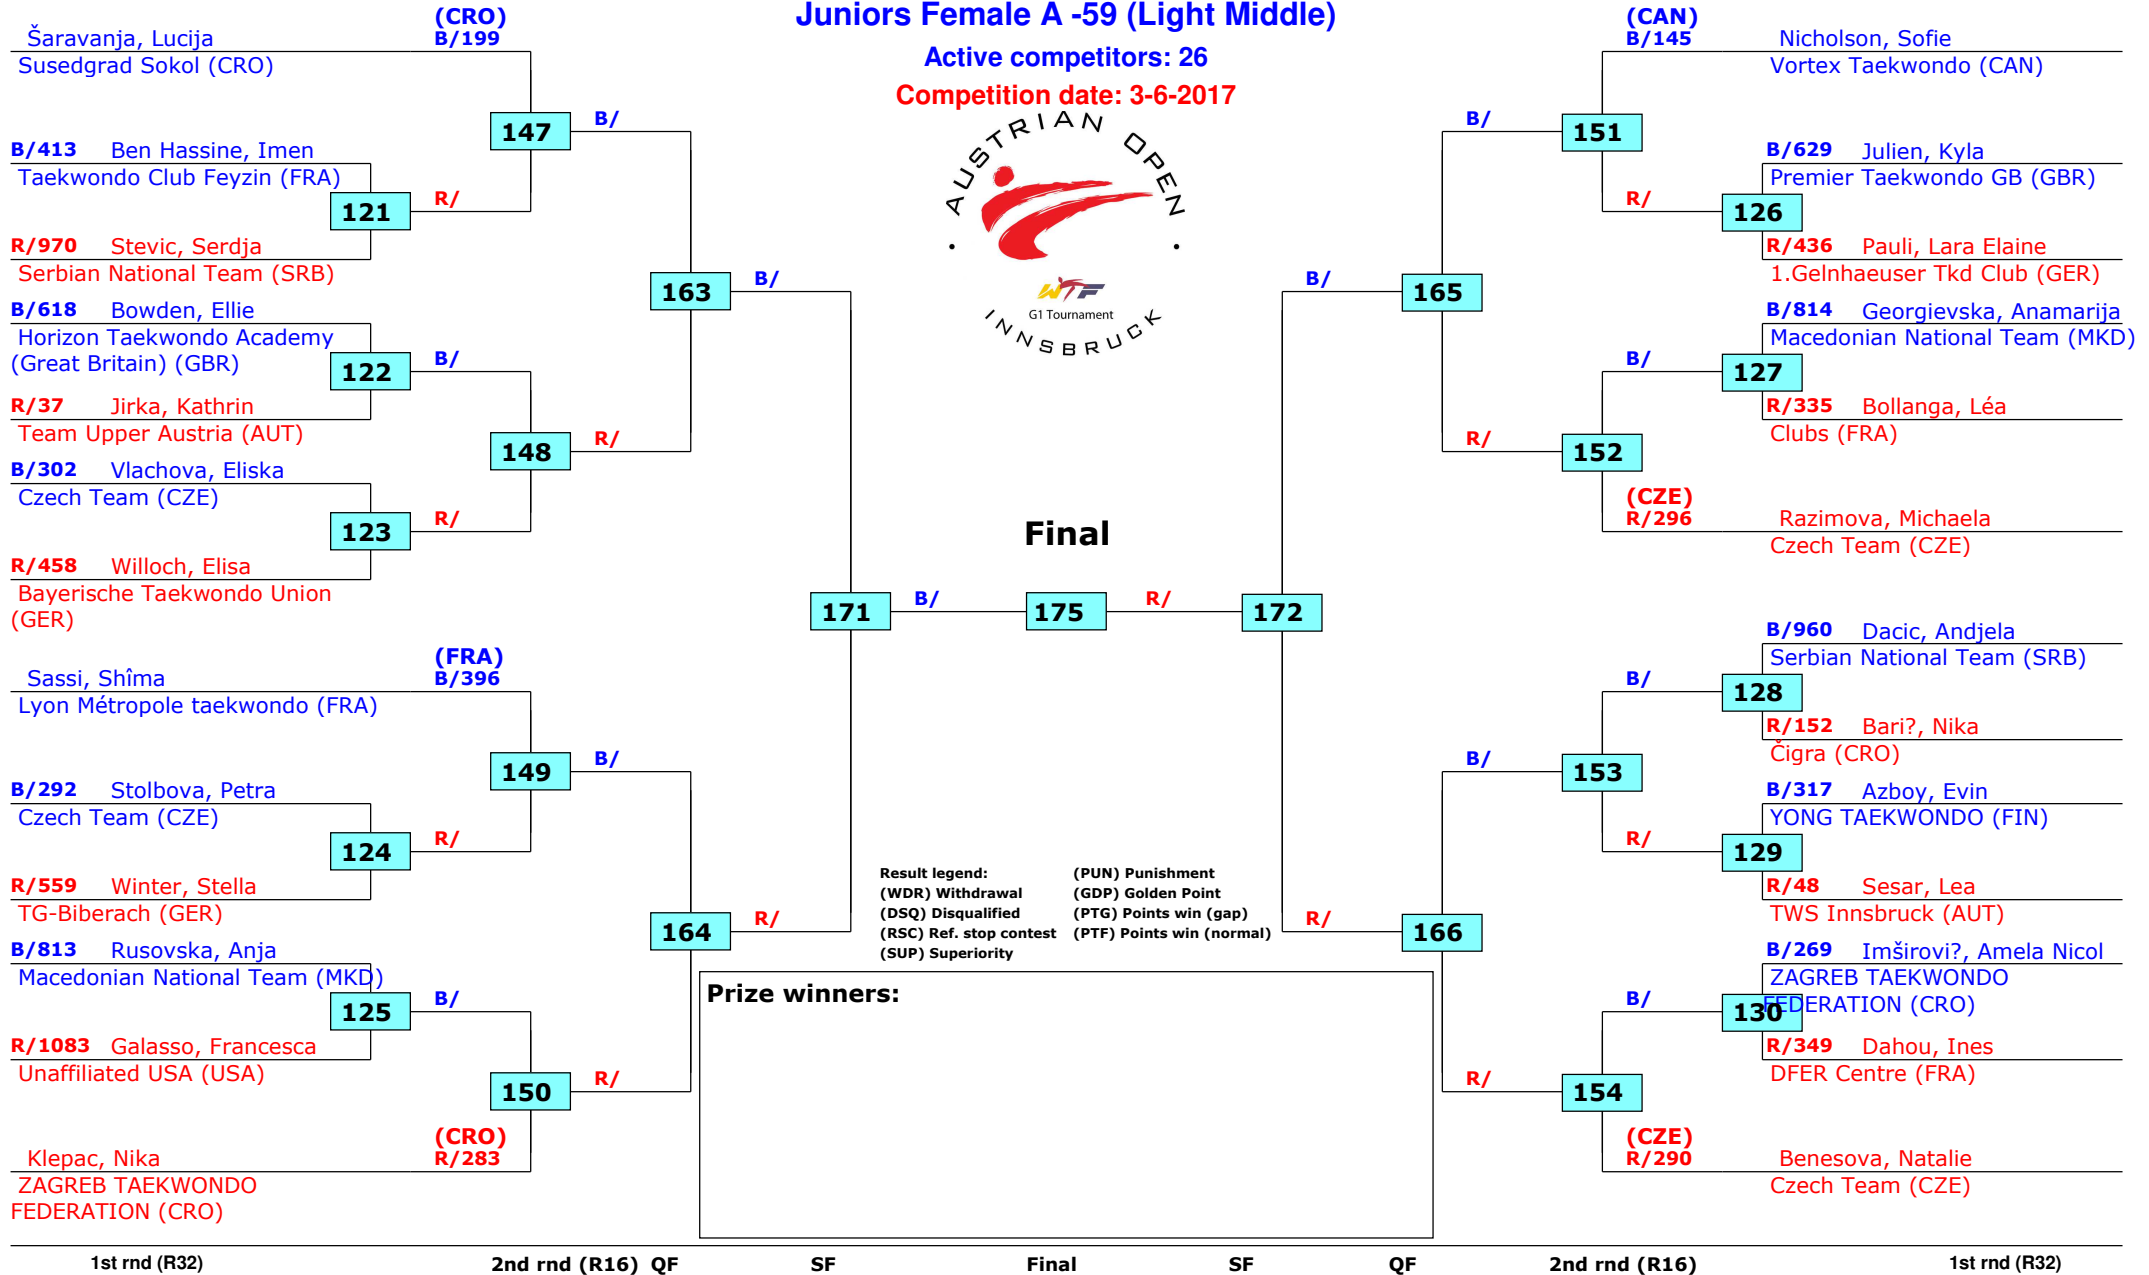 Juniors Female A -59 (Light Middle)
Active competitors: 26
Competition date: 3-6-2017
AUSTRIAN OPEN
WTF
G1 Tournament
INNSBRUCK
(CRO)
Šaravanja, Lucija B/199
Susedgrad Sokol (CRO)
147
B/
B/413 Ben Hassine, Imen
Taekwondo Club Feyzin (FRA)
121
R/
R/970 Stevic, Serdja
Serbian National Team (SRB)
163
B/
B/618 Bowden, Ellie
Horizon Taekwondo Academy
(Great Britain) (GBR)
122
B/
R/37 Jirka, Kathrin
Team Upper Austria (AUT)
148
R/
B/302 Vlachova, Eliska
Czech Team (CZE)
123
R/
R/458 Willoch, Elisa
Bayerische Taekwondo Union
(GER)
171
B/
(FRA)
Sassi, Shîma B/396
Lyon Métropole taekwondo (FRA)
149
B/
B/292 Stolbova, Petra
Czech Team (CZE)
124
R/
R/559 Winter, Stella
TG-Biberach (GER)
164
R/
B/813 Rusovska, Anja
Macedonian National Team (MKD)
125
B/
R/1083 Galasso, Francesca
Unaffiliated USA (USA)
150
R/
(CRO)
Klepac, Nika R/283
ZAGREB TAEKWONDO
FEDERATION (CRO)
Final
175
R/
172
(CAN)
B/145 Nicholson, Sofie
Vortex Taekwondo (CAN)
B/
151
B/629 Julien, Kyla
Premier Taekwondo GB (GBR)
R/
126
R/436 Pauli, Lara Elaine
1.Gelnhaeuser Tkd Club (GER)
B/
165
B/814 Georgievska, Anamarija
Macedonian National Team (MKD)
B/
127
R/335 Bollanga, Léa
Clubs (FRA)
R/
152
(CZE)
R/296 Razimova, Michaela
Czech Team (CZE)
B/960 Dacic, Andjela
Serbian National Team (SRB)
B/
128
R/152 Bari?, Nika
Čigra (CRO)
B/
153
B/317 Azboy, Evin
YONG TAEKWONDO (FIN)
R/
129
R/48 Sesar, Lea
TWS Innsbruck (AUT)
R/
166
B/269 Imširovi?, Amela Nicol
ZAGREB TAEKWONDO
FEDERATION (CRO)
B/
130
R/349 Dahou, Ines
DFER Centre (FRA)
R/
154
(CZE)
R/290 Benesova, Natalie
Czech Team (CZE)
Result legend: (PUN) Punishment
(WDR) Withdrawal (GDP) Golden Point
(DSQ) Disqualified (PTG) Points win (gap)
(RSC) Ref. stop contest (PTF) Points win (normal)
(SUP) Superiority
Prize winners:
1st rnd (R32) 2nd rnd (R16) QF SF Final SF QF 2nd rnd (R16) 1st rnd (R32)